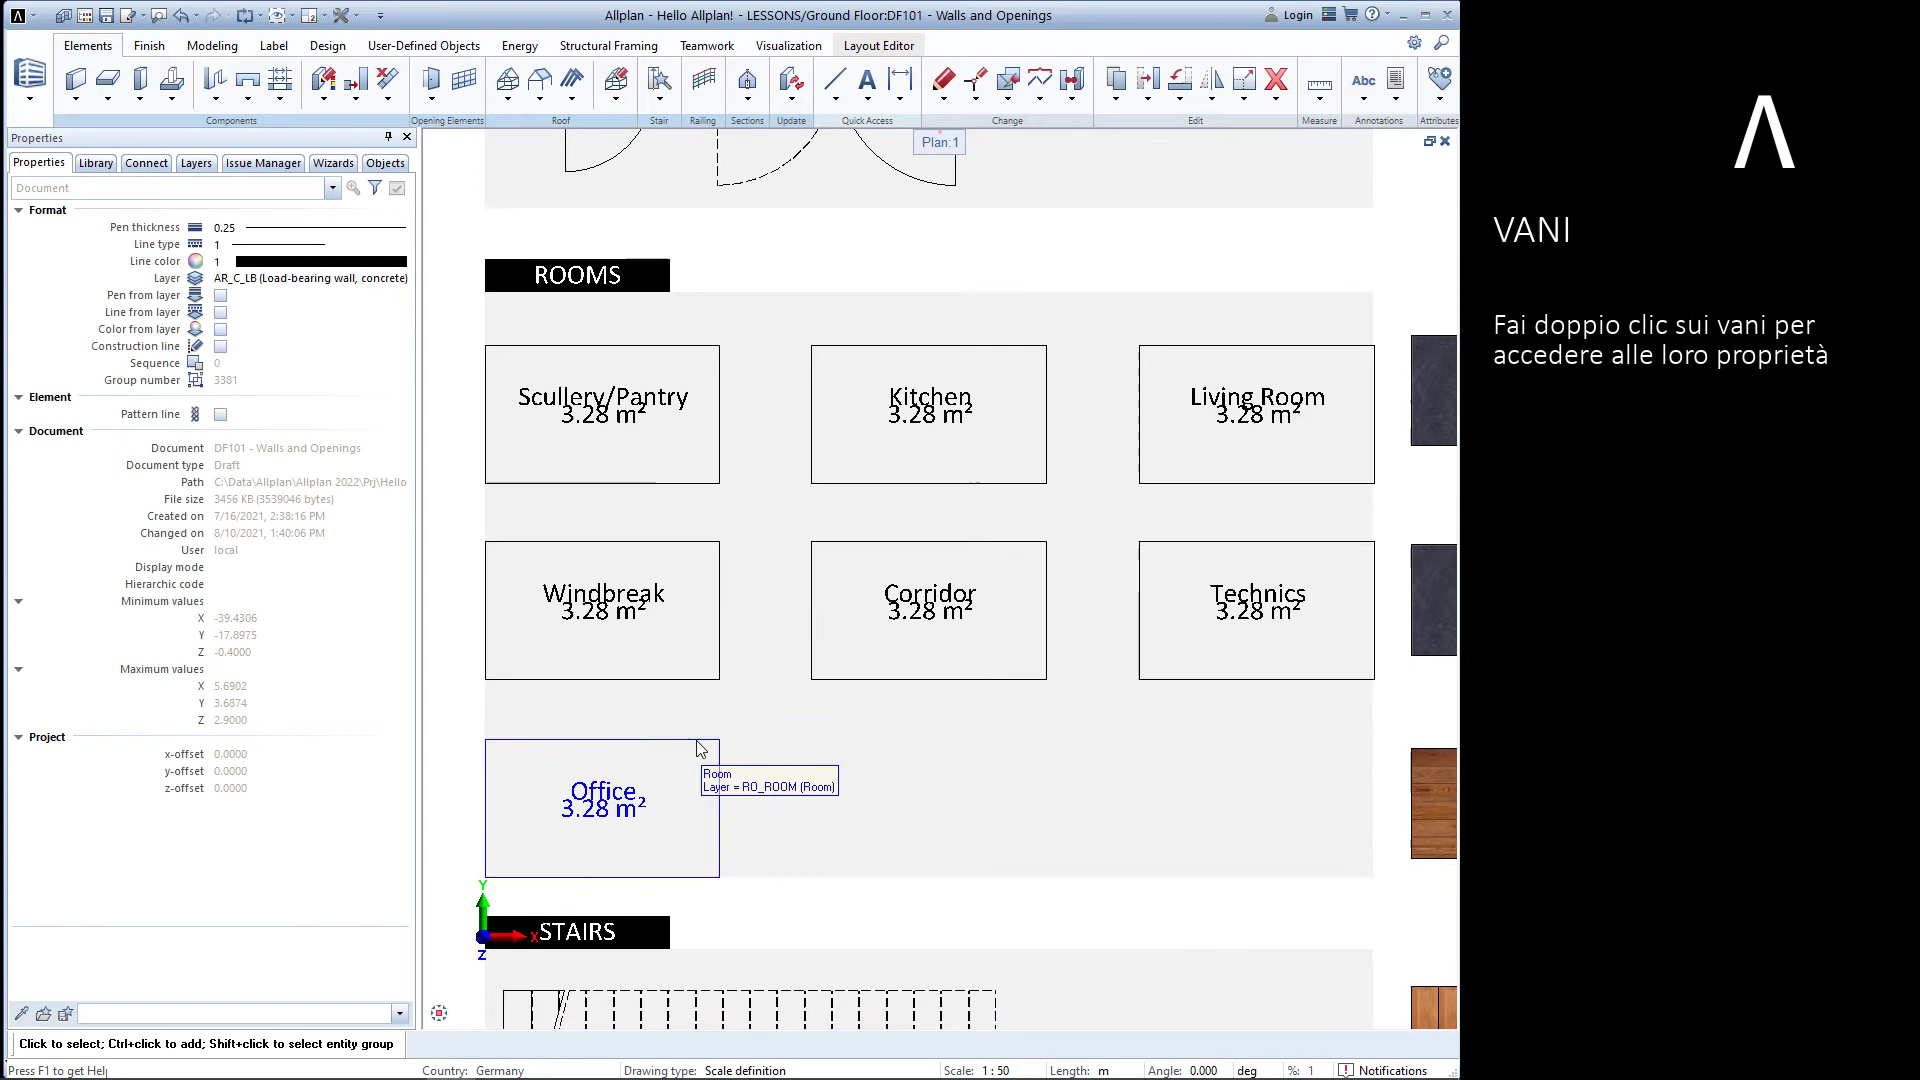 Allplan - Hello Allplan! - LESSONS/Ground Floor:DF101 - Walls and Openings
Login
Elements Finish Modeling Label Design User-Defined Objects Energy Structural Framing Teamwork Visualization Layout Editor
Abc
Components Opening Elements Roof Stair Railing Sections Update Quick Access Change Edit Measure Annotations Attributes
Properties
Properties Library Connect Layers Issue Manager Wizards Objects
Document
Format
Pen thickness 0.25
Line type 1
Line color 1
Layer AR_C_LB (Load-bearing wall, concrete)
Pen from layer
Line from layer
Color from layer
Construction line
Sequence 0
Group number 3381
Element
Pattern line
Document
Document DF101 - Walls and Openings
Document type Draft
Path C:\Data\Allplan\Allplan 2022\Prj\Hello
File size 3456 KB (3539046 bytes)
Created on 7/16/2021, 2:38:16 PM
Changed on 8/10/2021, 1:40:06 PM
User local
Display mode
Hierarchic code
Minimum values
X -39.4306
Y -17.8975
Z -0.4000
Maximum values
X 5.6902
Y 3.6874
Z 2.9000
Project
x-offset 0.0000
y-offset 0.0000
z-offset 0.0000
Plan:1
ROOMS
Scullery/Pantry
3.28 m²
Kitchen
3.28 m²
Living Room
3.28 m²
Windbreak
3.28 m²
Corridor
3.28 m²
Technics
3.28 m²
Office
3.28 m²
Room
Layer = RO_ROOM (Room)
Y
X
Z
STAIRS
Click to select; Ctrl+click to add; Shift+click to select entity group
Press F1 to get Hel
Country: Germany Drawing type: Scale definition Scale: 1 : 50 Length: m Angle: 0.000 deg %: 1 Notifications
VANI
Fai doppio clic sui vani per
accedere alle loro proprietà